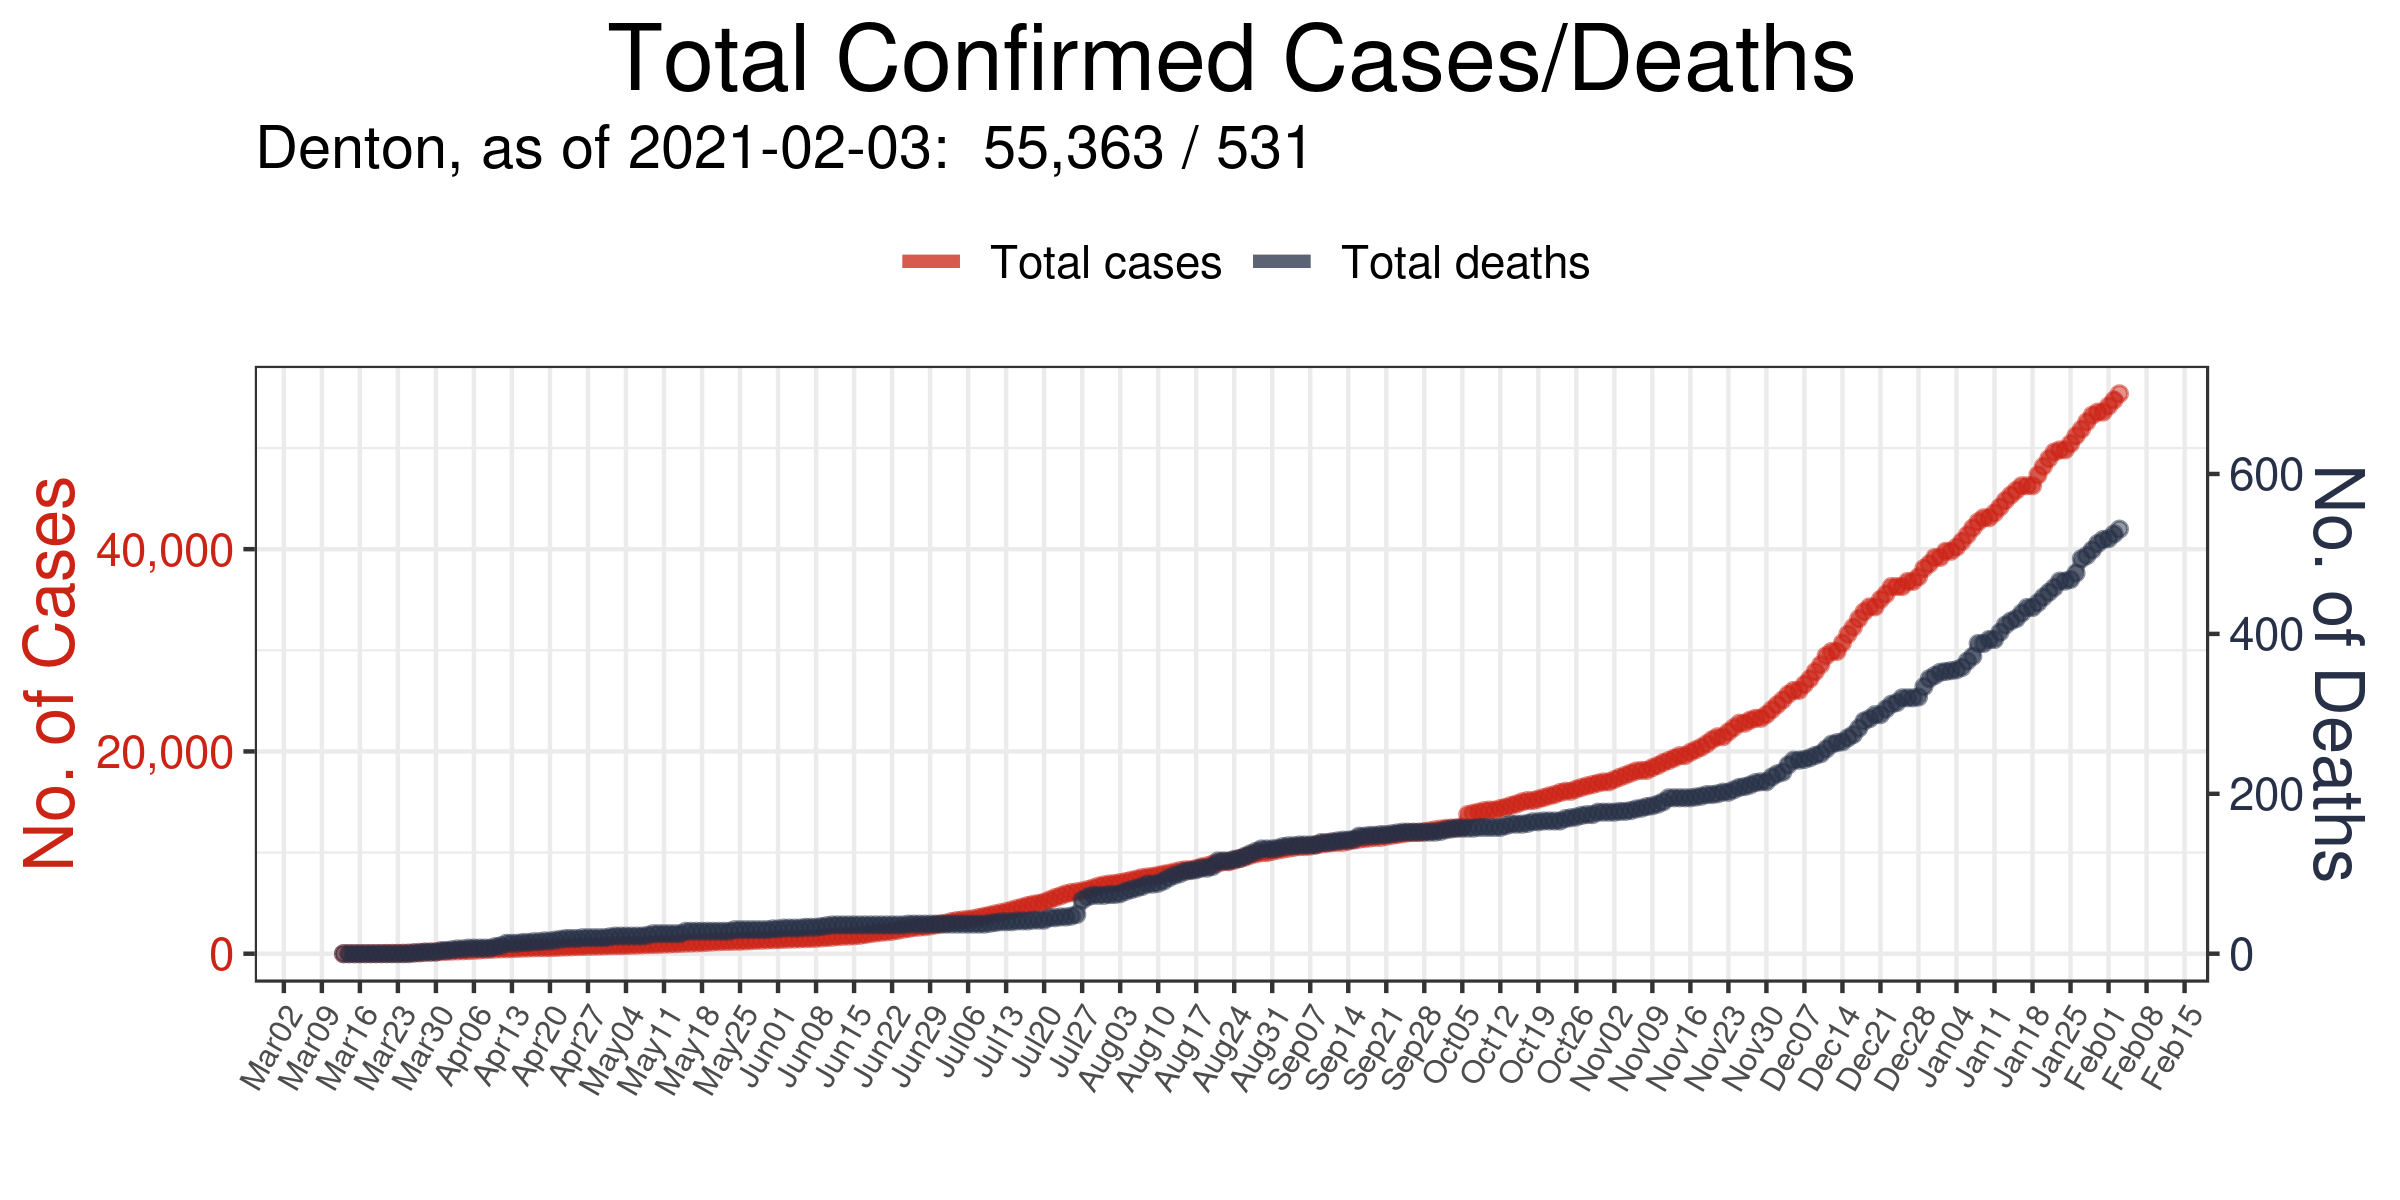 Total Confirmed Cases/Deaths
Denton, as of 2021-02-03: 55,363 / 531
Total cases
Total deaths
No. of Cases
40,000
20,000
0
600
400
200
0
No. of Deaths
Mar02
Mar09
Mar16
Mar23
Mar30
Apr06
Apr13
Apr20
Apr27
May04
May11
May18
May25
Jun01
Jun08
Jun15
Jun22
Jun29
Jul06
Jul13
Jul20
Jul27
Aug03
Aug10
Aug17
Aug24
Aug31
Sep07
Sep14
Sep21
Sep28
Oct05
Oct12
Oct19
Oct26
Nov02
Nov09
Nov16
Nov23
Nov30
Dec07
Dec14
Dec21
Dec28
Jan04
Jan11
Jan18
Jan25
Feb01
Feb08
Feb15